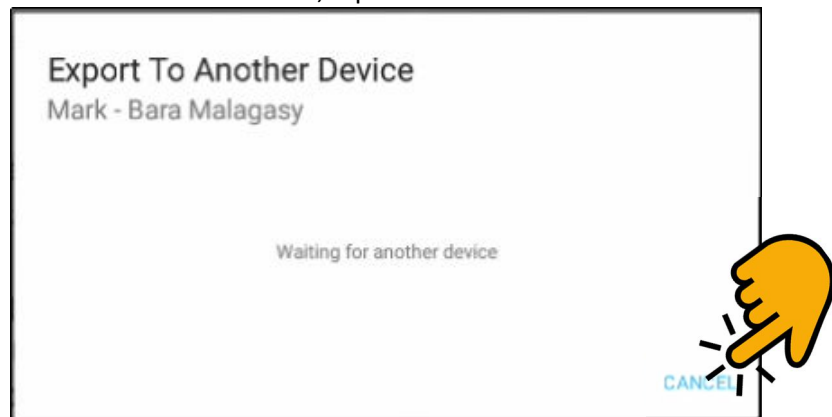 Export To Another Device
Mark - Bara Malagasy
Waiting for another device
CANCEL